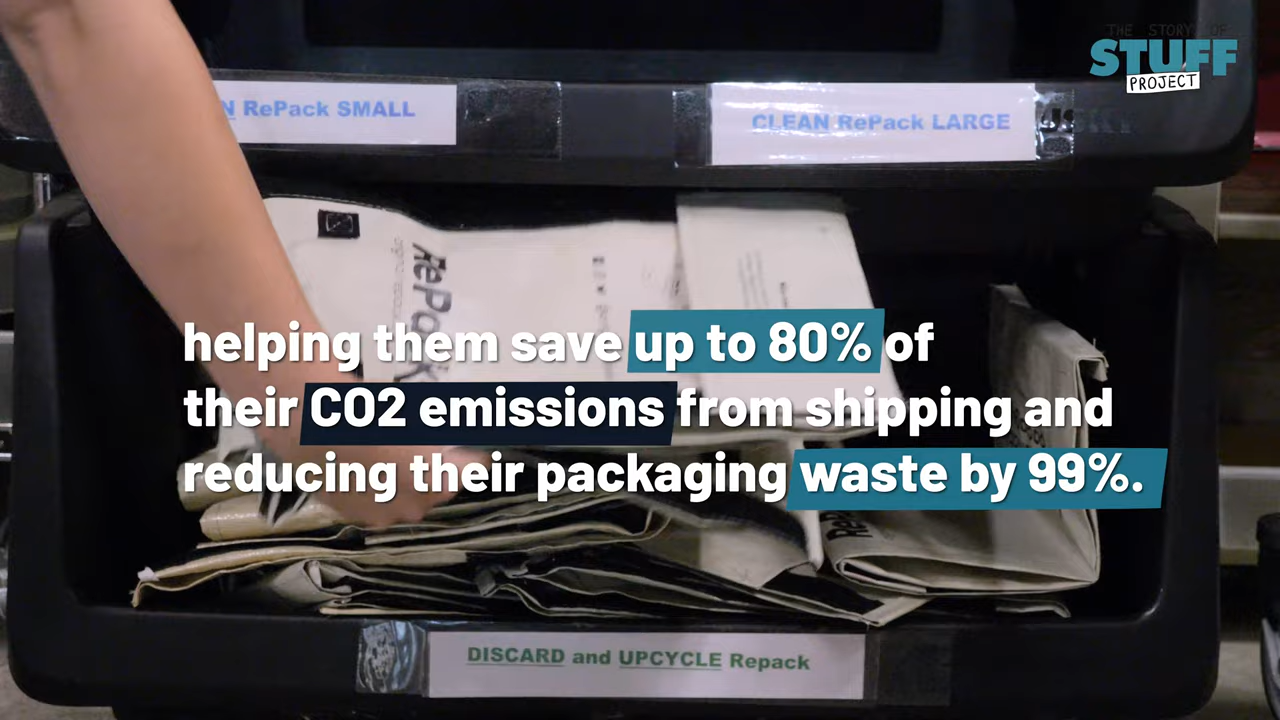 THE STORY OF
STUFF
PROJECT
RePack SMALL
CLEAN RePack LARGE
RePack
helping them save up to 80% of
their CO2 emissions from shipping and
reducing their packaging waste by 99%.
DISCARD and UPCYCLE Repack